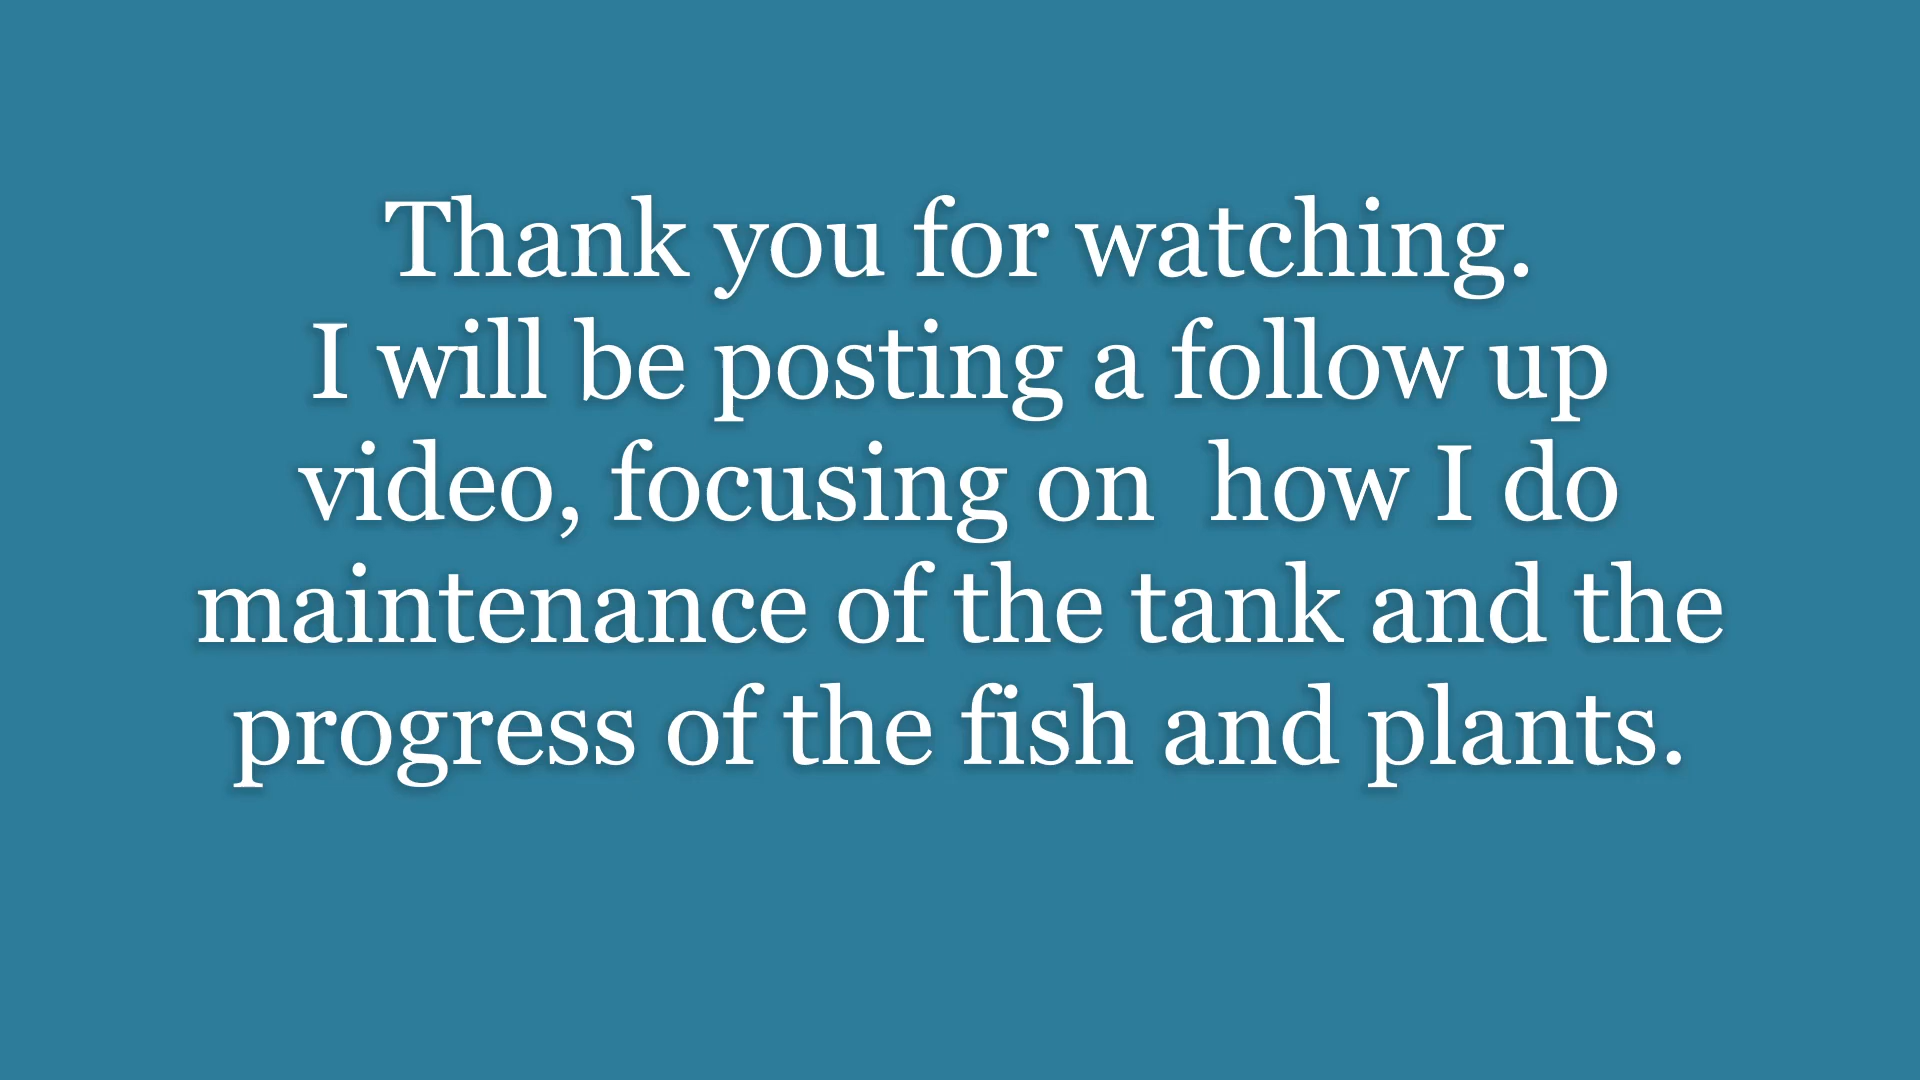 Thank you for watching.
I will be posting a follow up
video, focusing on  how I do
maintenance of the tank and the
progress of the fish and plants.